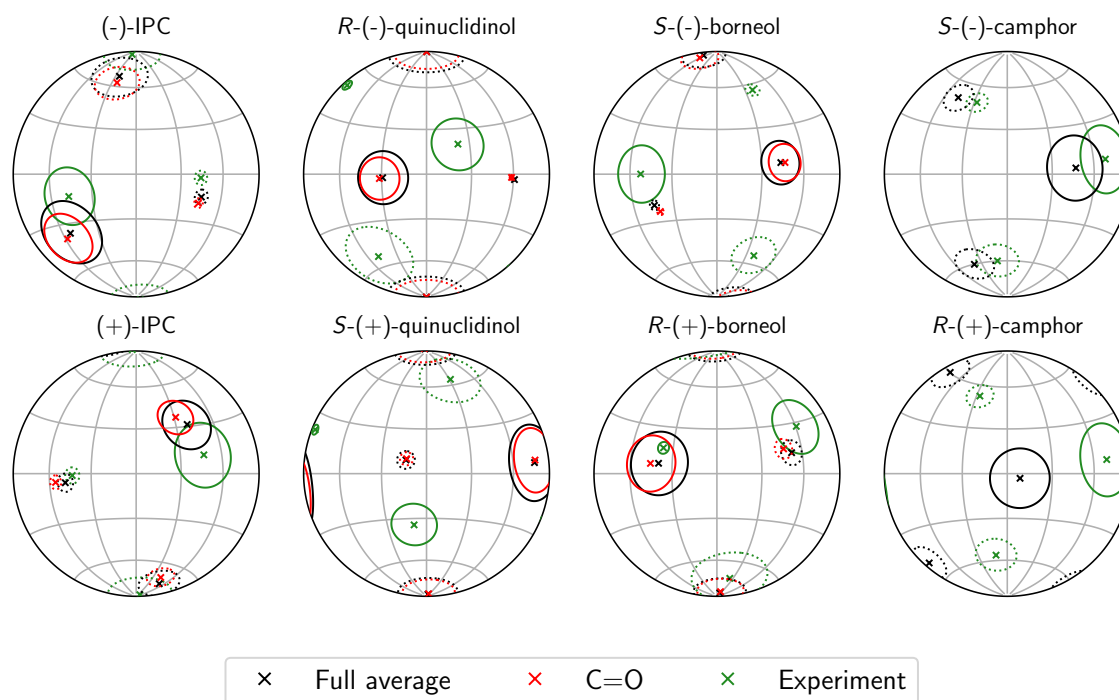 (-)-IPC
R-(-)-quinuclidinol
S-(-)-borneol
S-(-)-camphor
(+)-IPC
S-(+)-quinuclidinol
R-(+)-borneol
R-(+)-camphor
Full average
C=O
Experiment